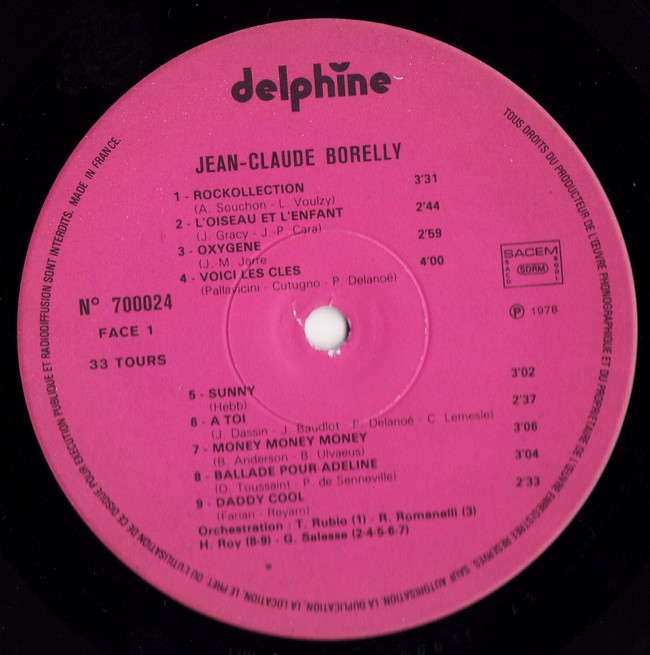 delphine
JEAN-CLAUDE BORELLY
1 - ROCKOLLECTION 3'31
(A. Souchon - L. Voulzy)
2 - L'OISEAU ET L'ENFANT 2'44
(J. Gracy - J.-P. Cara)
3 - OXYGENE 2'59
(J.-M. Jarre
4 - VOICI LES CLES 4'00
(Pallavicini - Cutugno - P. Delanoé)
N° 700024
FACE 1
33 TOURS
SACEM
SACD SDRM SGDL
Ⓟ 1978
5 - SUNNY 3'02
(Hebb)
6 - A TOI 2'37
(J. Dassin - J. Baudlot - P. Delanoé - C. Lemesle)
7 - MONEY MONEY MONEY 3'06
(B. Anderson - B. Ulvaeus)
8 - BALLADE POUR ADELINE 3'04
(O. Toussaint - P. de Senneville)
9 - DADDY COOL 2'33
(Farian - Reyam)
Orchestration : T. Rubio (1) - R. Romanelli (3)
H. Roy (8-9) - G. Salesse (2-4-5-6-7)
TOUS DROITS DU PRODUCTEUR DE L'ŒUVRE PHONOGRAPHIQUE ET DU PROPRIETAIRE DE L'ŒUVRE ENREGISTREE RESERVES. SAUF AUTORISATION, LA DUPLICATION, LA LOCATION, LE PRET, OU L'UTILISATION DE CE DISQUE POUR EXECUTION PUBLIQUE ET RADIODIFFUSION SONT INTERDITS. MADE IN FRANCE.